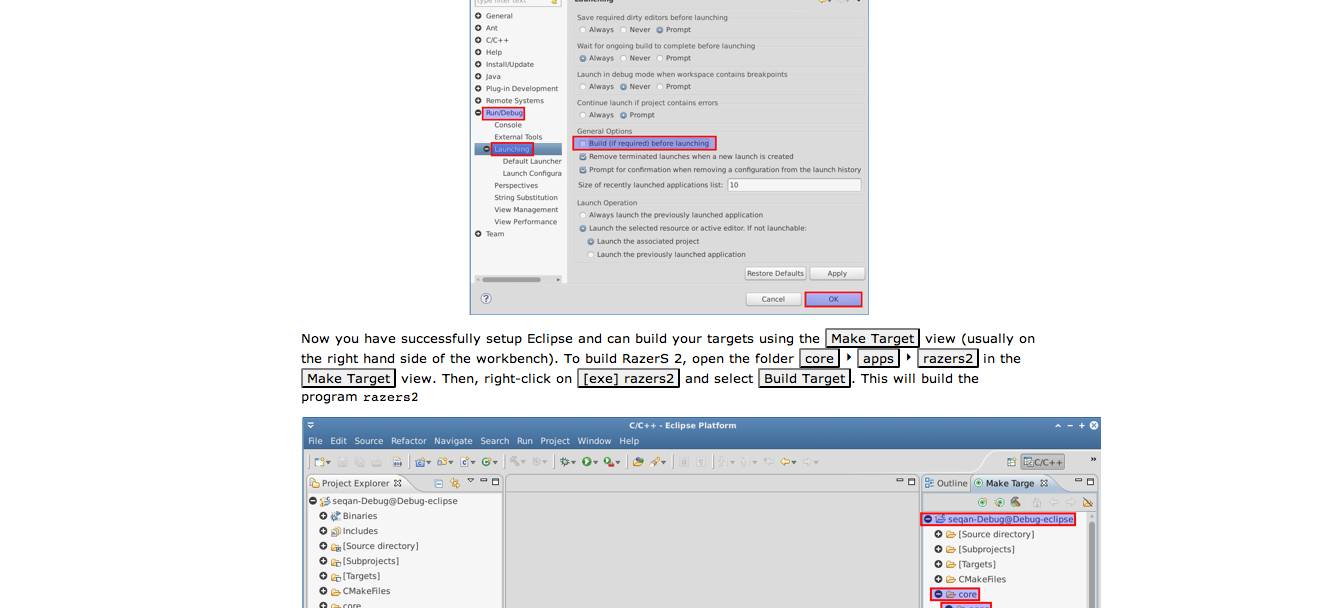 type filter text
Launching
General
Ant
C/C++
Help
Install/Update
Java
Plug-in Development
Remote Systems
Run/Debug
Console
External Tools
Launching
Default Launcher
Launch Configura
Perspectives
String Substitution
View Management
View Performance
Team
Save required dirty editors before launching
Always Never Prompt
Wait for ongoing build to complete before launching
Always Never Prompt
Launch in debug mode when workspace contains breakpoints
Always Never Prompt
Continue launch if project contains errors
Always Prompt
General Options
Build (if required) before launching
Remove terminated launches when a new launch is created
Prompt for confirmation when removing a configuration from the launch history
Size of recently launched applications list: 10
Launch Operation
Always launch the previously launched application
Launch the selected resource or active editor. If not launchable:
Launch the associated project
Launch the previously launched application
Restore Defaults Apply
? Cancel OK
Now you have successfully setup Eclipse and can build your targets using the Make Target view (usually on
the right hand side of the workbench). To build RazerS 2, open the folder core apps razers2 in the
Make Target view. Then, right-click on [exe] razers2 and select Build Target. This will build the
program razers2
C/C++ - Eclipse Platform
File Edit Source Refactor Navigate Search Run Project Window Help
C/C++ »
Project Explorer
seqan-Debug@Debug-eclipse
Binaries
Includes
[Source directory]
[Subprojects]
[Targets]
CMakeFiles
core
Outline Make Targe
seqan-Debug@Debug-eclipse
[Source directory]
[Subprojects]
[Targets]
CMakeFiles
core